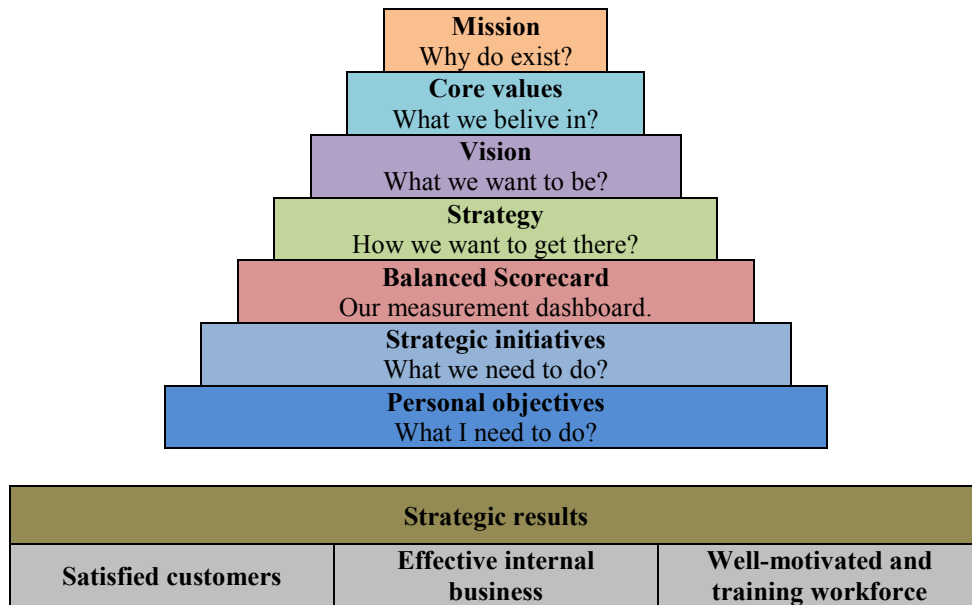 Mission
Why do exist?
Core values
What we belive in?
Vision
What we want to be?
Strategy
How we want to get there?
Balanced Scorecard
Our measurement dashboard.
Strategic initiatives
What we need to do?
Personal objectives
What I need to do?
Strategic results
Satisfied customers
Effective internal
business
Well-motivated and
training workforce